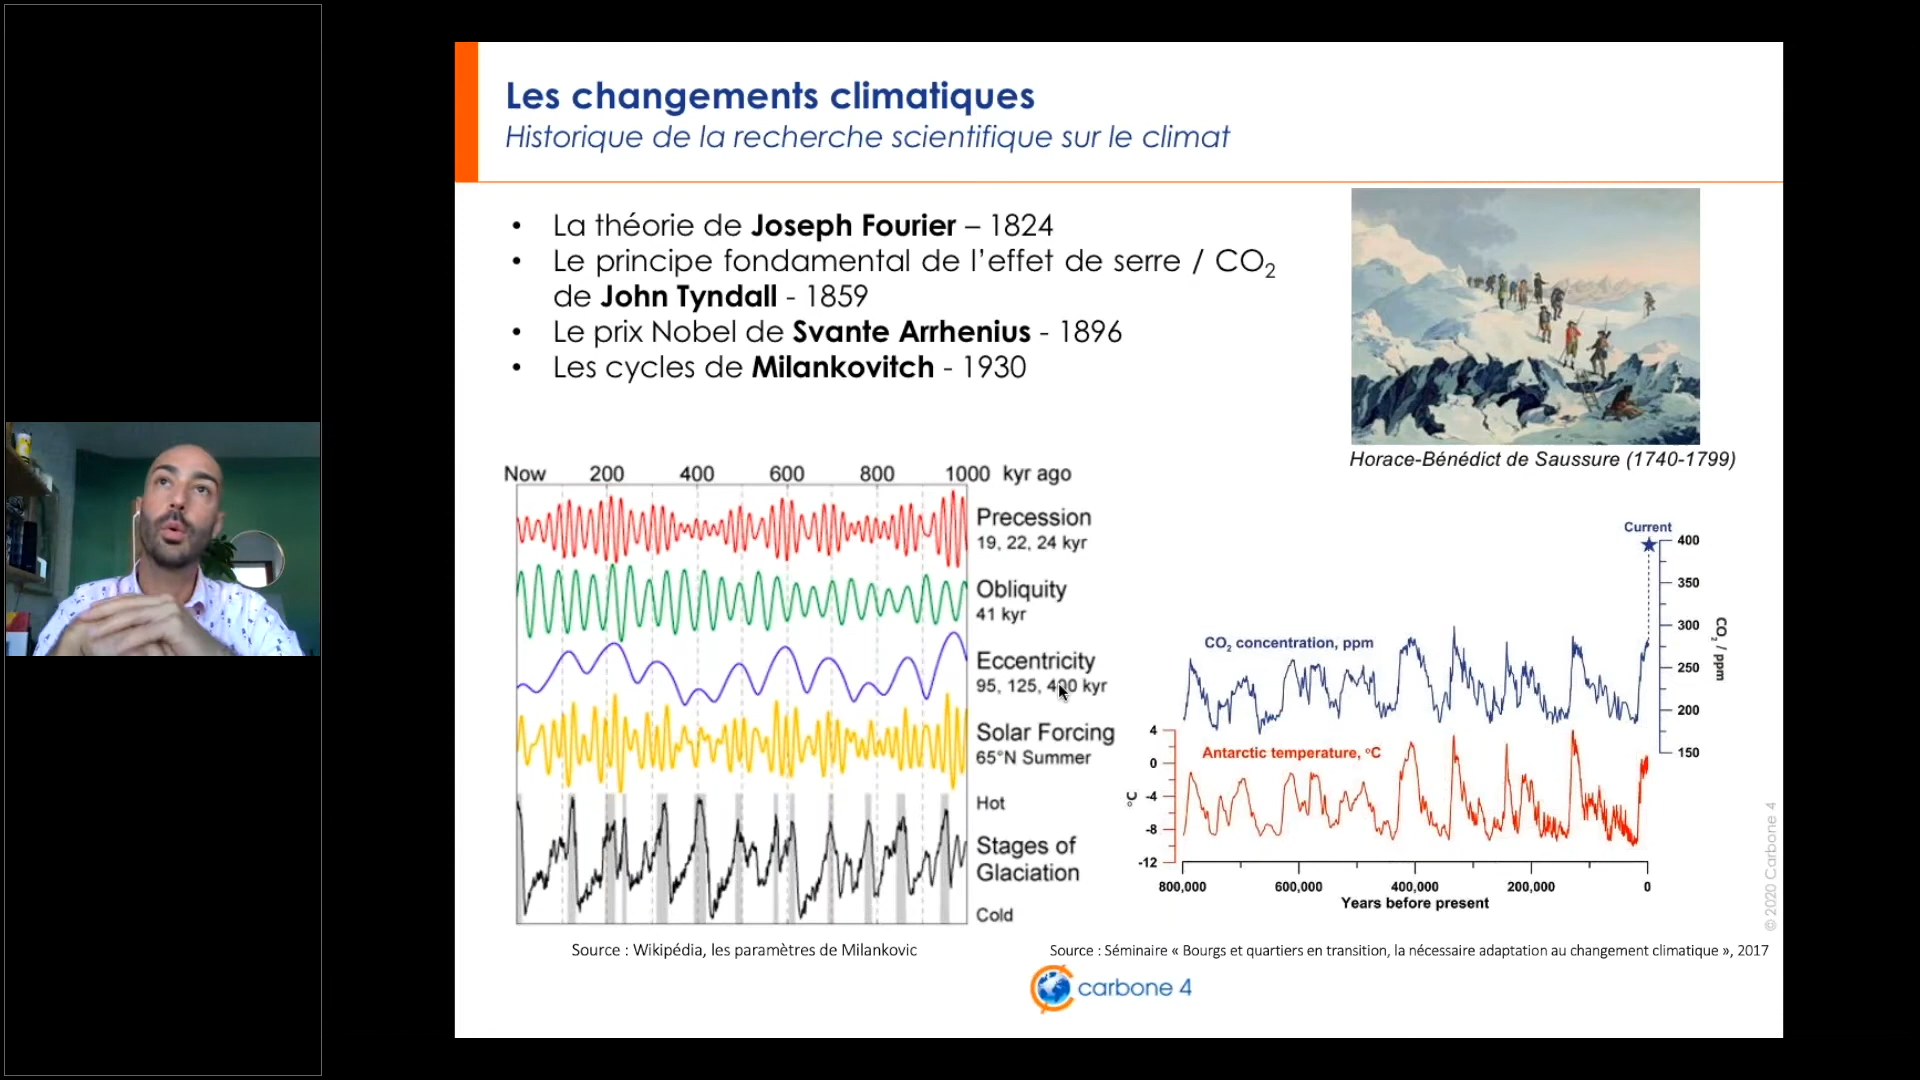 Les changements climatiques
Historique de la recherche scientifique sur le climat
• La théorie de Joseph Fourier – 1824
• Le principe fondamental de l’effet de serre / CO2
de John Tyndall - 1859
• Le prix Nobel de Svante Arrhenius - 1896
• Les cycles de Milankovitch - 1930
Horace-Bénédict de Saussure (1740-1799)
Now 200 400 600 800 1000 kyr ago
Precession
19, 22, 24 kyr
Obliquity
41 kyr
Eccentricity
95, 125, 400 kyr
Solar Forcing
65°N Summer
Hot
Stages of
Glaciation
Cold
Source : Wikipédia, les paramètres de Milankovic
Current
400
350
300
250
200
150
CO2 / ppm
CO2 concentration, ppm
Antarctic temperature, °C
4
0
-4
-8
-12
°C
800,000 600,000 400,000 200,000 0
Years before present
Source : Séminaire « Bourgs et quartiers en transition, la nécessaire adaptation au changement climatique », 2017
© 2020 Carbone 4
carbone 4